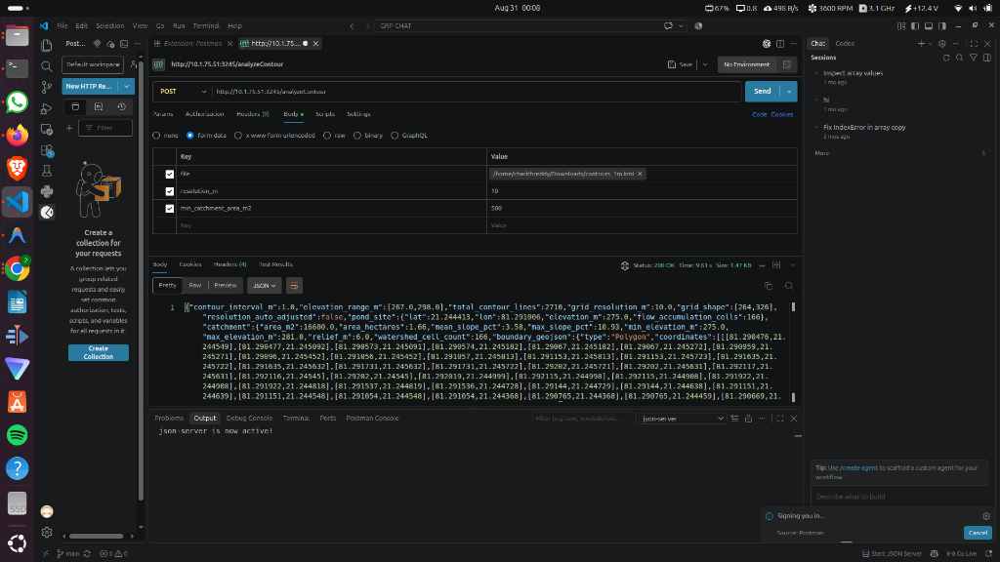 Aug 31 00:08
67%
0.8
498 B/s
3600 RPM
3.1 GHz
+12.4 V
File Edit Selection View Go Run Terminal Help
GRP CHAT
Post...
Default workspace
New HTTP Re...
Filter
Create a
collection for
your requests
A collection lets you
group related
requests and easily
set common
authorization, tests,
scripts, and variables
for all requests in it.
Create
Collection
Extension: Postman
http://10.1.75....
http://10.1.75.51:3245/analyzeContour
Save
No Environment
POST
http://10.1.75.51:3245/analyzeContour
Send
Params Authorization Headers (9) Body Scripts Settings
Code Cookies
none form data x-www-form-urlencoded raw binary GraphQL
Key Value
File /home/charithreddy/Downloads/contours_1m.kml
resolution_m 10
min_catchment_area_m2 500
Key Value
Body Cookies Headers (4) Test Results
Status: 200 OK Time: 9.61 s Size: 1.47 KB
Pretty Raw Preview JSON
1 {"contour_interval_m":1.0,"elevation_range_m":[267.0,298.0],"total_contour_lines":2710,"grid_resolution_m":10.0,"grid_shape":[264,326],
"resolution_auto_adjusted":false,"pond_site":{"lat":21.244413,"lon":81.291006,"elevation_m":275.0,"flow_accumulation_cells":166},
"catchment":{"area_m2":16600.0,"area_hectares":1.66,"mean_slope_pct":3.58,"max_slope_pct":10.93,"min_elevation_m":275.0,
"max_elevation_m":281.0,"relief_m":6.0,"watershed_cell_count":166,"boundary_geojson":{"type":"Polygon","coordinates":[[[81.290476,21.
244549],[81.290477,21.245092],[81.290573,21.245091],[81.290574,21.245182],[81.29067,21.245182],[81.29067,21.245272],[81.290959,21.
245271],[81.29096,21.245452],[81.291056,21.245452],[81.291057,21.245813],[81.291153,21.245813],[81.291153,21.245723],[81.291635,21.
245722],[81.291635,21.245632],[81.291731,21.245632],[81.291731,21.245722],[81.29202,21.245721],[81.29202,21.245631],[81.292117,21.
245631],[81.292116,21.24545],[81.29202,21.24545],[81.292019,21.244999],[81.292115,21.244998],[81.292115,21.244908],[81.291922,21.
244908],[81.291922,21.244818],[81.291537,21.244819],[81.291536,21.244728],[81.29144,21.244729],[81.29144,21.244638],[81.291151,21.
244639],[81.291151,21.244548],[81.291054,21.244548],[81.291054,21.244368],[81.290765,21.244368],[81.290765,21.244459],[81.290669,21.
Problems Output Debug Console Terminal Ports Postman Console
Filter (e.g. text, !excludeText...
json-server
json-server is now active!
Chat Codex
Sessions
Inspect array values
1 mo ago
hi
1 mo ago
Fix IndexError in array copy
2 mos ago
More 5
Tip: Use /create-agent to scaffold a custom agent for your
workflow.
Describe what to build
Signing you in...
Source: Postman
Cancel
main
0 0
Start JSON Server
Go Live